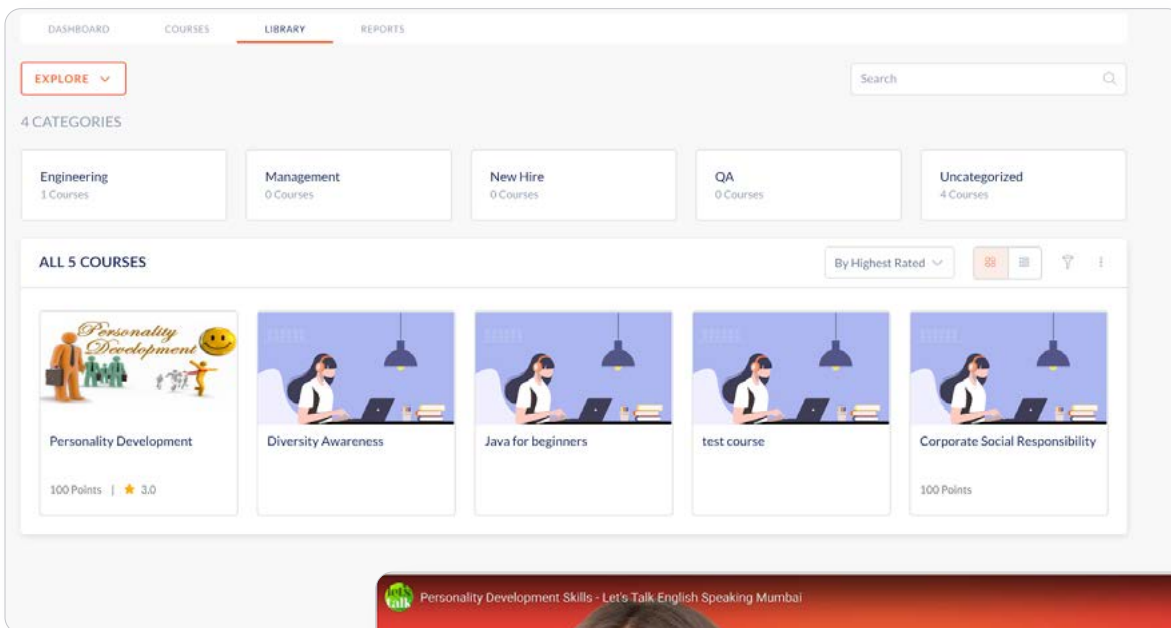 DASHBOARD COURSES LIBRARY REPORTS
EXPLORE Search
4 CATEGORIES
Engineering Management New Hire QA Uncategorized
1 Courses 0 Courses 0 Courses 0 Courses 4 Courses
ALL 5 COURSES By Highest Rated
Personality
Development
Personality Development Diversity Awareness Java for beginners test course Corporate Social Responsibility
100 Points | 3.0 100 Points
let's
talk Personality Development Skills - Let's Talk English Speaking Mumbai